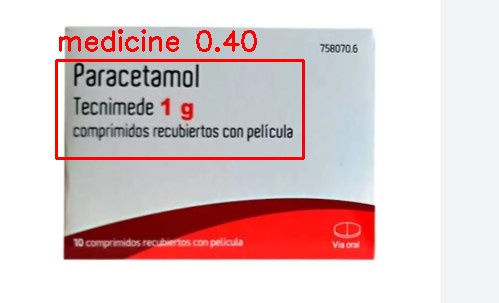 medicine 0.40
758070.6
Paracetamol
Tecnimede 1 g
comprimidos recubiertos con película
10 comprimidos recubiertos con película
Vía oral